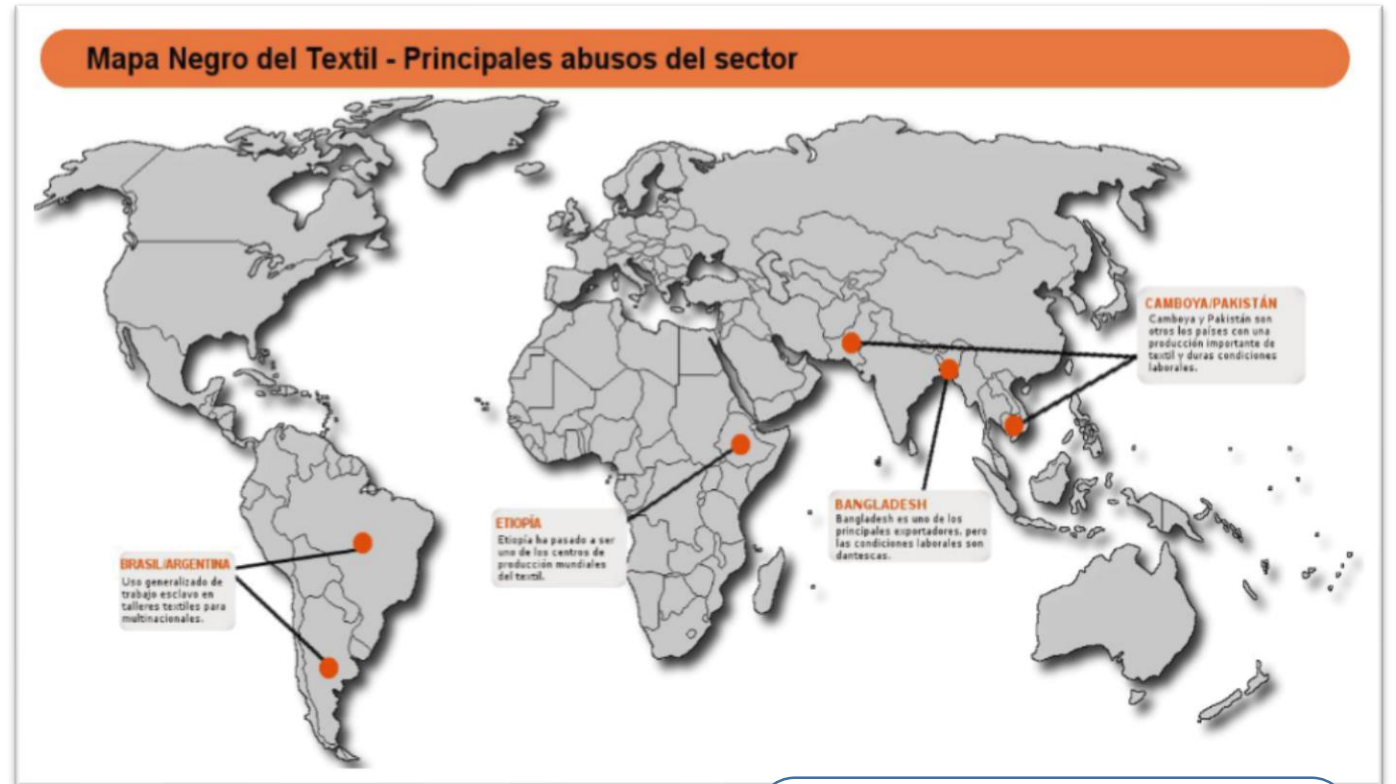 Mapa Negro del Textil - Principales abusos del sector
CAMBOYA/PAKISTÁN
Camboya y Pakistán son
otros los países con una
producción importante de
textil y duras condiciones
laborales.
BANGLADESH
Bangladesh es uno de los
principales exportadores, pero
las condiciones laborales son
dantescas.
ETIOPÍA
Etiopía ha pasado a ser
uno de los centros de
producción mundiales
del textil.
BRASIL/ARGENTINA
Uso generalizado de
trabajo esclavo en
talleres textiles para
multinacionales.